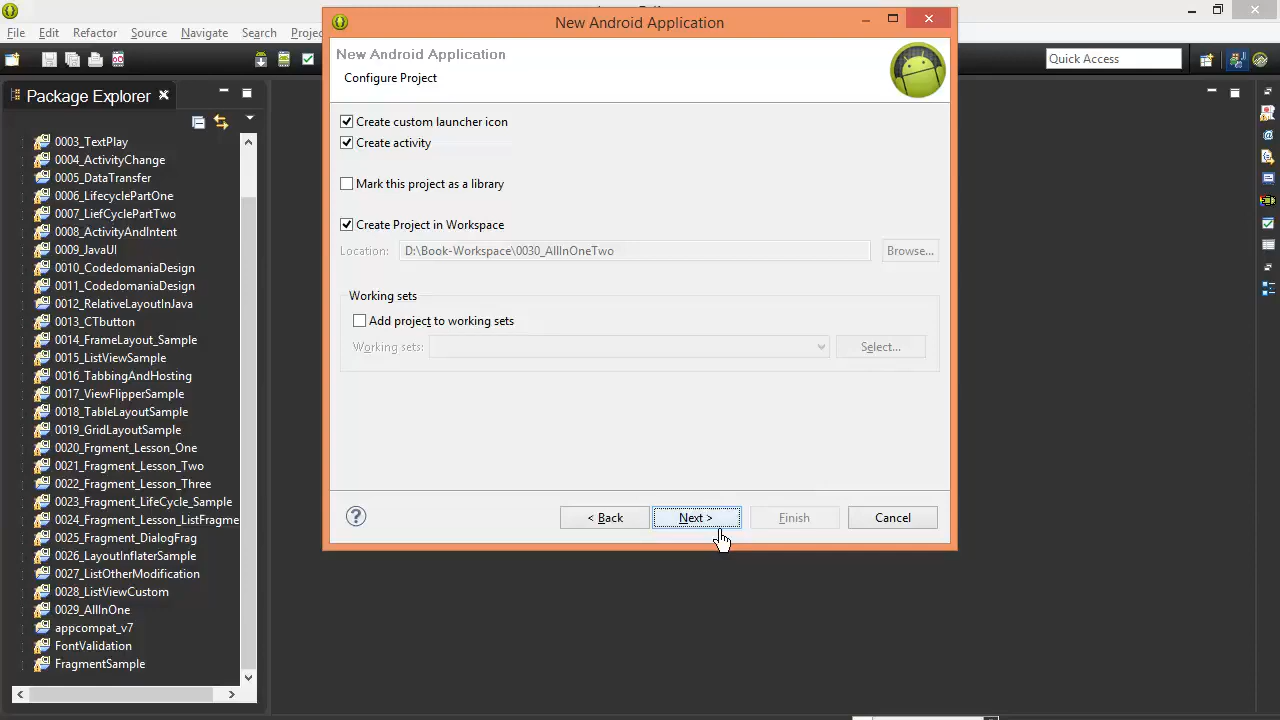 New Android Application
File Edit Refactor Source Navigate Search Projec
New Android Application
Configure Project
Quick Access
Package Explorer
Create custom launcher icon
Create activity
Mark this project as a library
Create Project in Workspace
Location: D:\Book-Workspace\0030_AllInOneTwo Browse...
Working sets
Add project to working sets
Working sets: Select...
< Back Next > Finish Cancel
0003_TextPlay
0004_ActivityChange
0005_DataTransfer
0006_LifecyclePartOne
0007_LiefCyclePartTwo
0008_ActivityAndIntent
0009_JavaUI
0010_CodedomaniaDesign
0011_CodedomaniaDesign
0012_RelativeLayoutInJava
0013_CTbutton
0014_FrameLayout_Sample
0015_ListViewSample
0016_TabbingAndHosting
0017_ViewFlipperSample
0018_TableLayoutSample
0019_GridLayoutSample
0020_Frgment_Lesson_One
0021_Fragment_Lesson_Two
0022_Fragment_Lesson_Three
0023_Fragment_LifeCycle_Sample
0024_Fragment_Lesson_ListFragme
0025_Fragment_DialogFrag
0026_LayoutInflaterSample
0027_ListOtherModification
0028_ListViewCustom
0029_AllInOne
appcompat_v7
FontValidation
FragmentSample